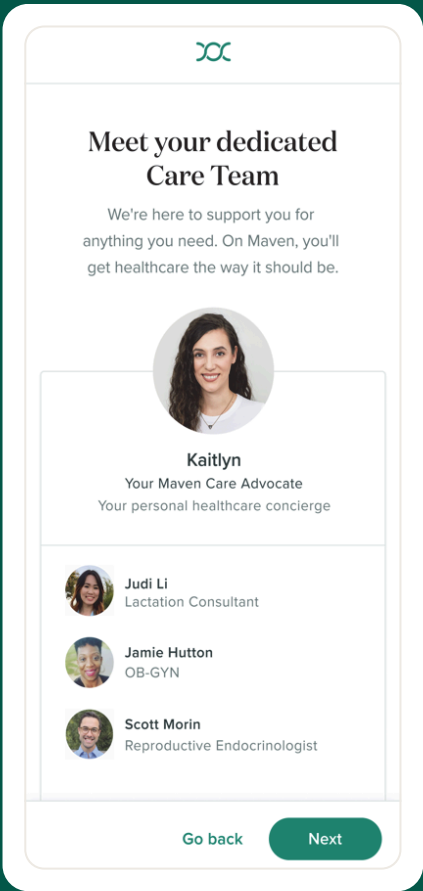 Meet your dedicated
Care Team
We're here to support you for
anything you need. On Maven, you'll
get healthcare the way it should be.
Kaitlyn
Your Maven Care Advocate
Your personal healthcare concierge
Judi Li
Lactation Consultant
Jamie Hutton
OB-GYN
Scott Morin
Reproductive Endocrinologist
Go back
Next